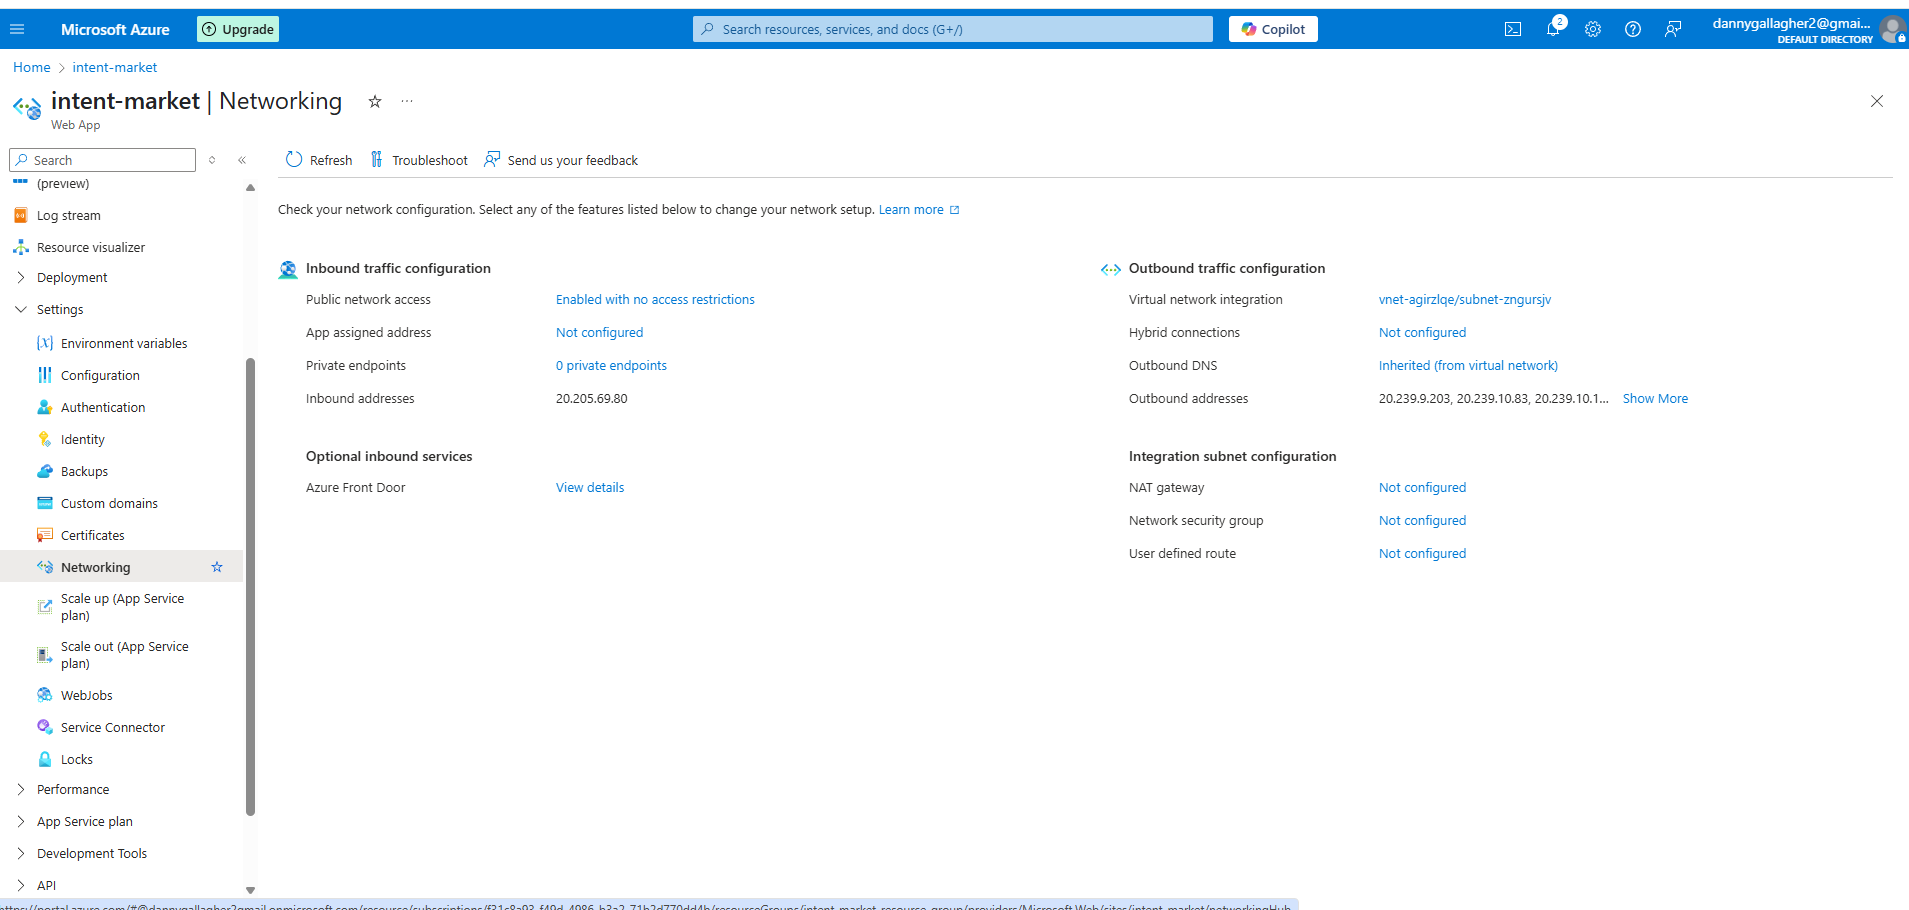 Microsoft Azure
Upgrade
Search resources, services, and docs (G+/)
Copilot
2
dannygallagher2@gmai...
DEFAULT DIRECTORY
Home > intent-market
intent-market | Networking
...
Web App
Search
Refresh
Troubleshoot
Send us your feedback
(preview)
Log stream
Resource visualizer
Deployment
Settings
Environment variables
Configuration
Authentication
Identity
Backups
Custom domains
Certificates
Networking
Scale up (App Service
plan)
Scale out (App Service
plan)
WebJobs
Service Connector
Locks
Performance
App Service plan
Development Tools
API
Check your network configuration. Select any of the features listed below to change your network setup. Learn more
Inbound traffic configuration
Public network access Enabled with no access restrictions
App assigned address Not configured
Private endpoints 0 private endpoints
Inbound addresses 20.205.69.80
Optional inbound services
Azure Front Door View details
Outbound traffic configuration
Virtual network integration vnet-agirzlqe/subnet-zngursjv
Hybrid connections Not configured
Outbound DNS Inherited (from virtual network)
Outbound addresses 20.239.9.203, 20.239.10.83, 20.239.10.1... Show More
Integration subnet configuration
NAT gateway Not configured
Network security group Not configured
User defined route Not configured